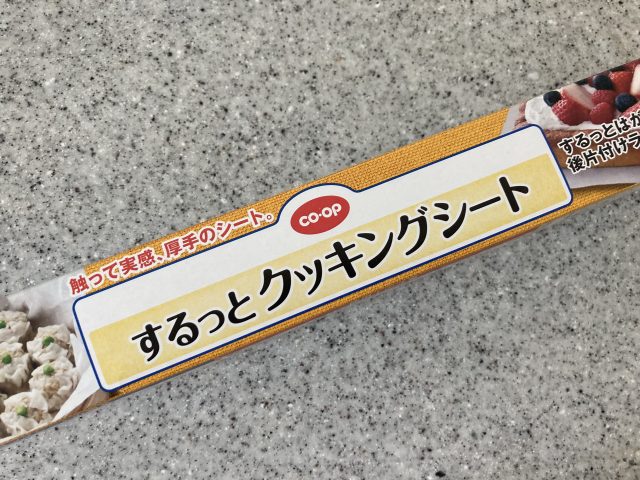 触って実感、厚手のシート。
CO·OP
するっとクッキングシート
するっとはが
後片付けラ